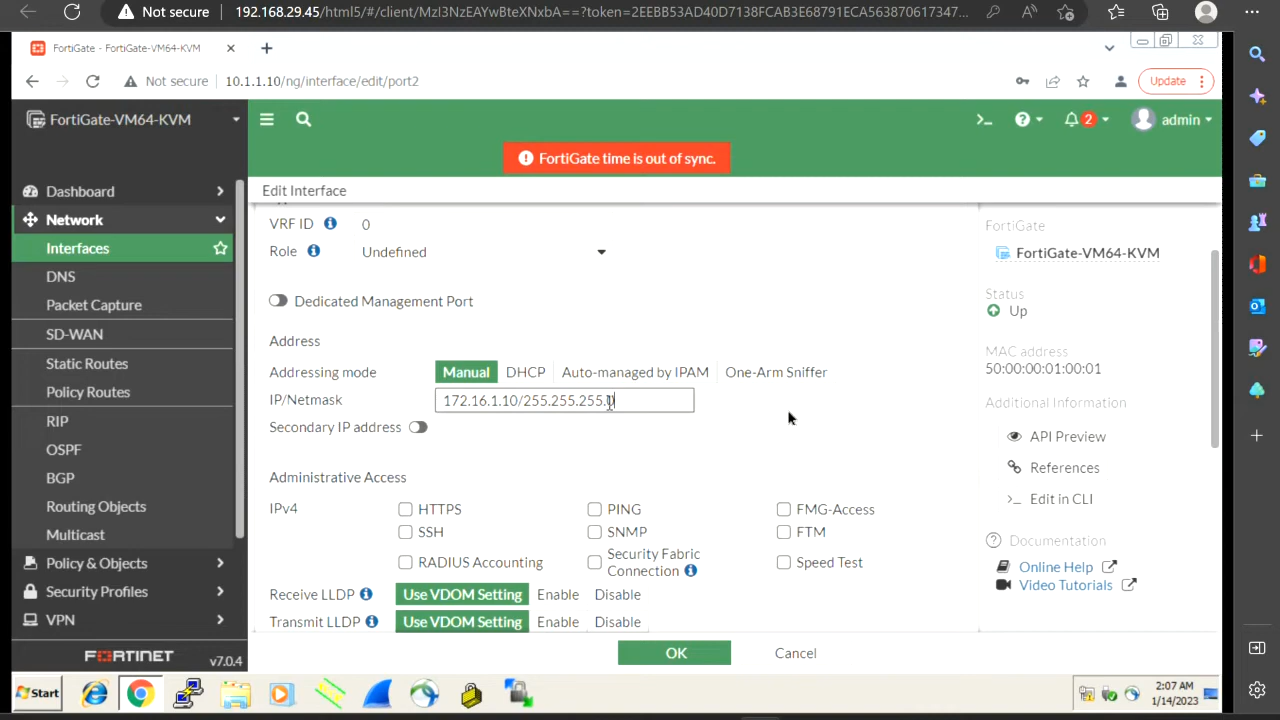 Not secure
192.168.29.45/html5/#/client/MzI3NzEAYwBteXNxbA==?token=2EEBB53AD40D7138FCAB3E68791ECA563870617347...
FortiGate - FortiGate-VM64-KVM
Not secure
10.1.1.10/ng/interface/edit/port2
Update
FortiGate-VM64-KVM
2
admin
FortiGate time is out of sync.
Dashboard
Network
Interfaces
DNS
Packet Capture
SD-WAN
Static Routes
Policy Routes
RIP
OSPF
BGP
Routing Objects
Multicast
Policy & Objects
Security Profiles
VPN
FORTINET
v7.0.4
Edit Interface
VRF ID
0
Role
Undefined
Dedicated Management Port
Address
Addressing mode
Manual
DHCP
Auto-managed by IPAM
One-Arm Sniffer
IP/Netmask
172.16.1.10/255.255.255.0
Secondary IP address
Administrative Access
IPv4
HTTPS
PING
FMG-Access
SSH
SNMP
FTM
RADIUS Accounting
Security Fabric
Connection
Speed Test
Receive LLDP
Use VDOM Setting
Enable
Disable
Transmit LLDP
Use VDOM Setting
Enable
Disable
OK
Cancel
FortiGate
FortiGate-VM64-KVM
Status
Up
MAC address
50:00:00:01:00:01
Additional Information
API Preview
References
Edit in CLI
Documentation
Online Help
Video Tutorials
Start
2:07 AM
1/14/2023